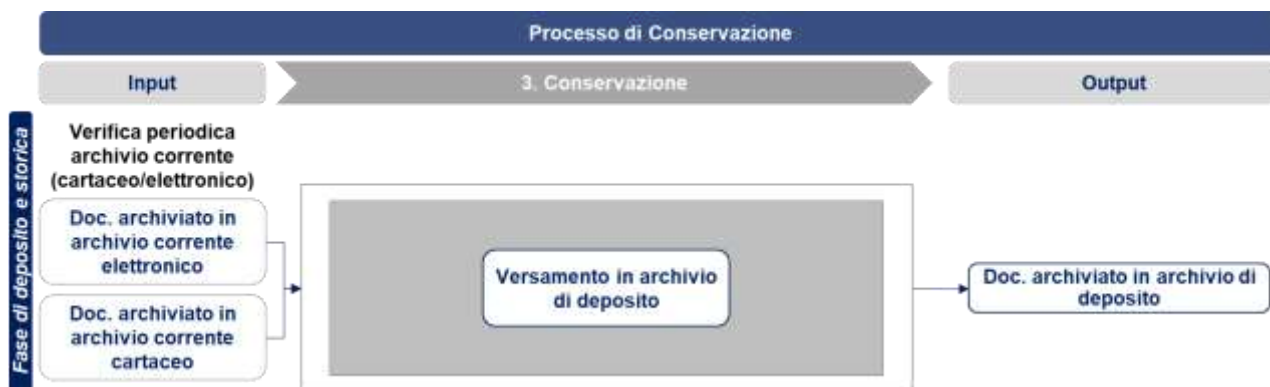 Processo di Conservazione
Input
3. Conservazione
Output
Fase di deposito e storica
Verifica periodica
archivio corrente
(cartaceo/elettronico)
Doc. archiviato in
archivio corrente
elettronico
Doc. archiviato in
archivio corrente
cartaceo
Versamento in archivio
di deposito
Doc. archiviato in archivio di
deposito